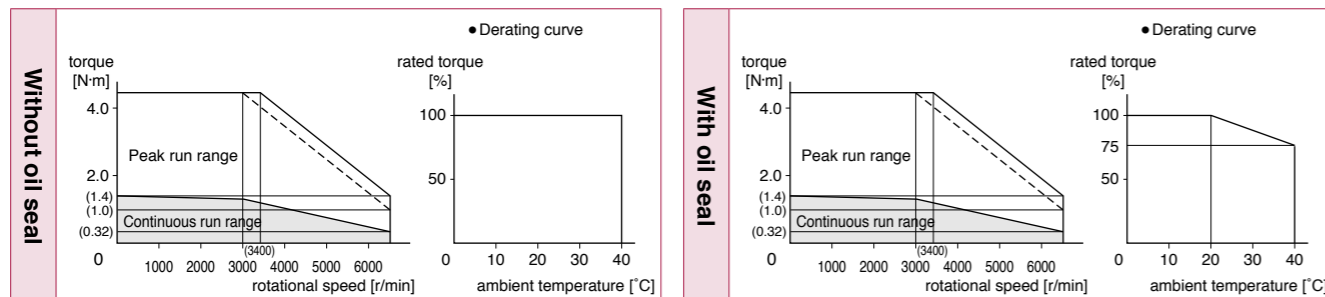 Without oil seal
● Derating curve
torque
[N·m]
rated torque
[%]
4.0
2.0
(1.4)
(1.0)
(0.32)
0
Peak run range
Continuous run range
(3400)
1000 2000 3000 4000 5000 6000
rotational speed [r/min]
100
50
0 10 20 30 40
ambient temperature [˚C]
With oil seal
● Derating curve
torque
[N·m]
rated torque
[%]
4.0
2.0
(1.4)
(1.0)
(0.32)
0
Peak run range
Continuous run range
(3400)
1000 2000 3000 4000 5000 6000
rotational speed [r/min]
100
75
50
0 10 20 30 40
ambient temperature [˚C]